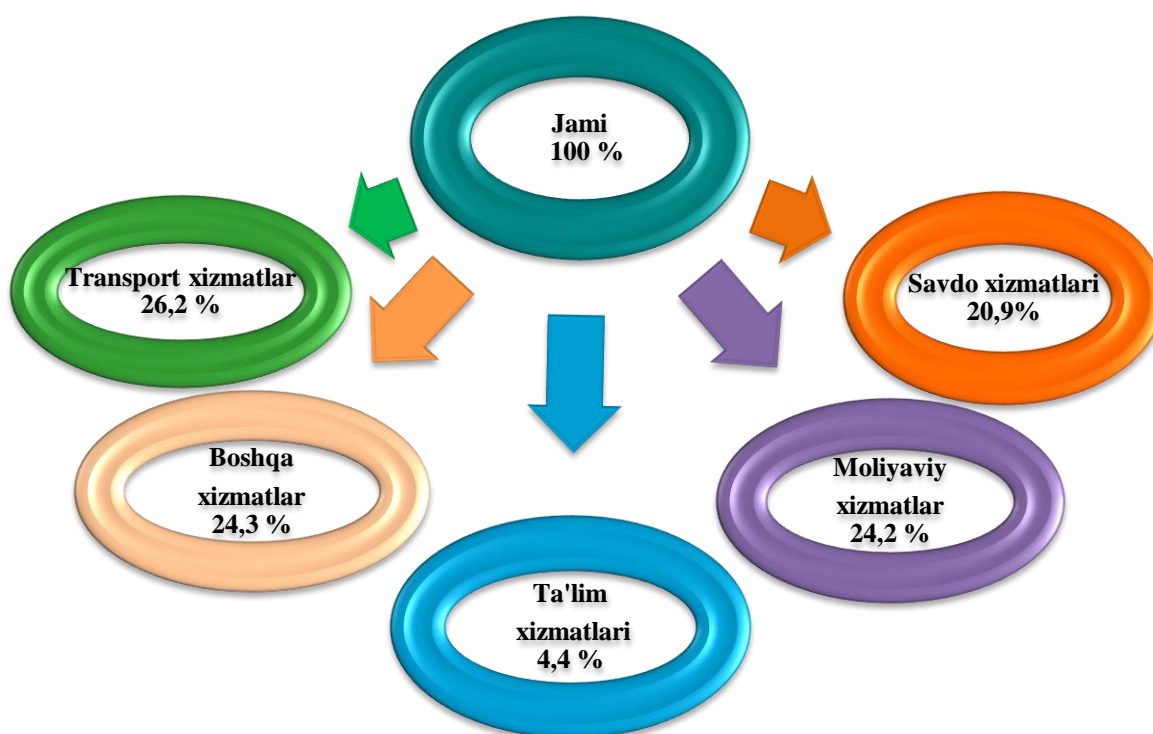 Jami
100 %
Transport xizmatlar
26,2 %
Savdo xizmatlari
20,9%
Boshqa
xizmatlar
24,3 %
Moliyaviy
xizmatlar
24,2 %
Ta'lim
xizmatlari
4,4 %